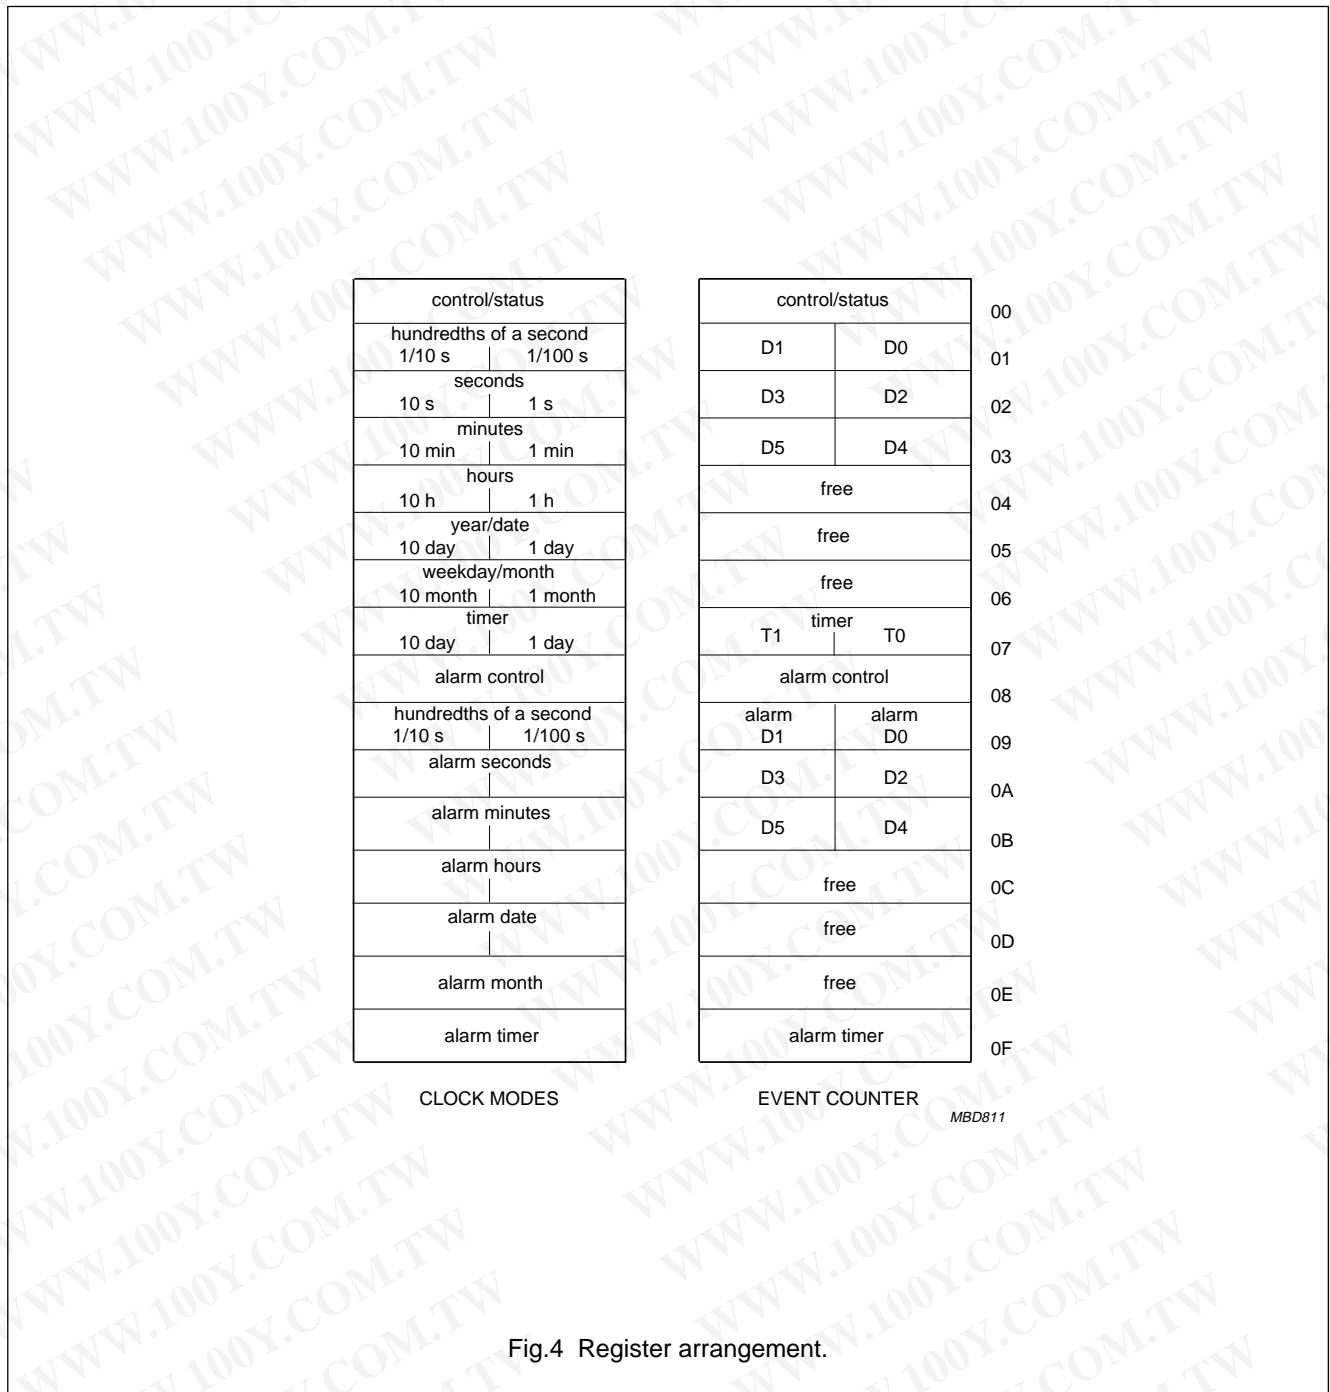 control/status
hundredths of a second
1/10 s 1/100 s
seconds
10 s 1 s
minutes
10 min 1 min
hours
10 h 1 h
year/date
10 day 1 day
weekday/month
10 month 1 month
timer
10 day 1 day
alarm control
hundredths of a second
1/10 s 1/100 s
alarm seconds
alarm minutes
alarm hours
alarm date
alarm month
alarm timer
CLOCK MODES
control/status 00
D1 D0 01
D3 D2 02
D5 D4 03
free 04
free 05
free 06
timer
T1 T0 07
alarm control 08
alarm alarm
D1 D0 09
D3 D2 0A
D5 D4 0B
free 0C
free 0D
free 0E
alarm timer 0F
EVENT COUNTER
MBD811
Fig.4 Register arrangement.
WWW.100Y.COM.TW